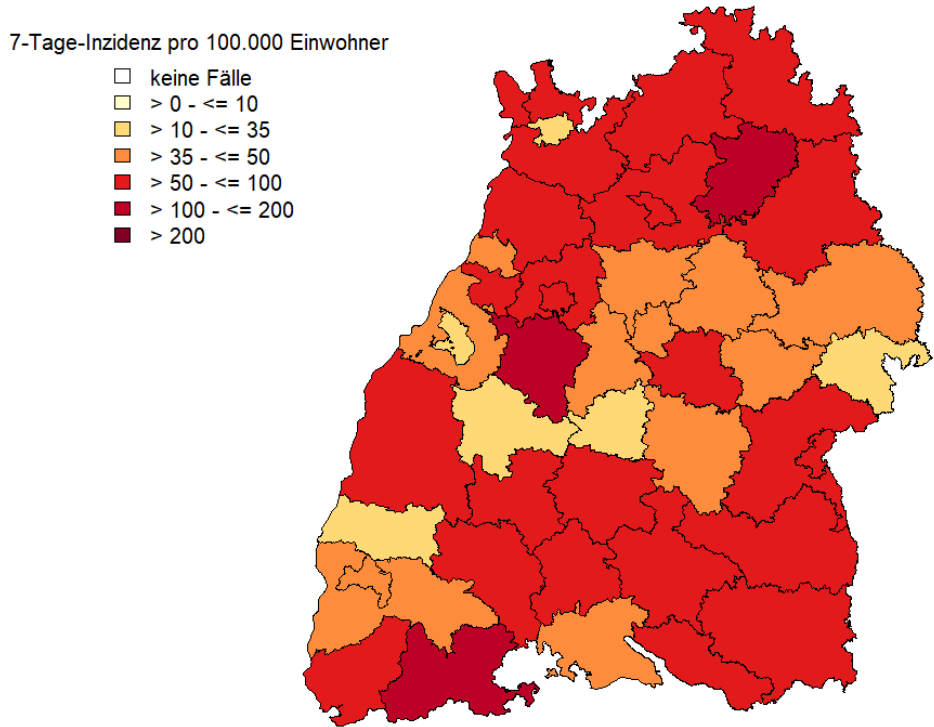 7-Tage-Inzidenz pro 100.000 Einwohner
keine Fälle
> 0 - <= 10
> 10 - <= 35
> 35 - <= 50
> 50 - <= 100
> 100 - <= 200
> 200